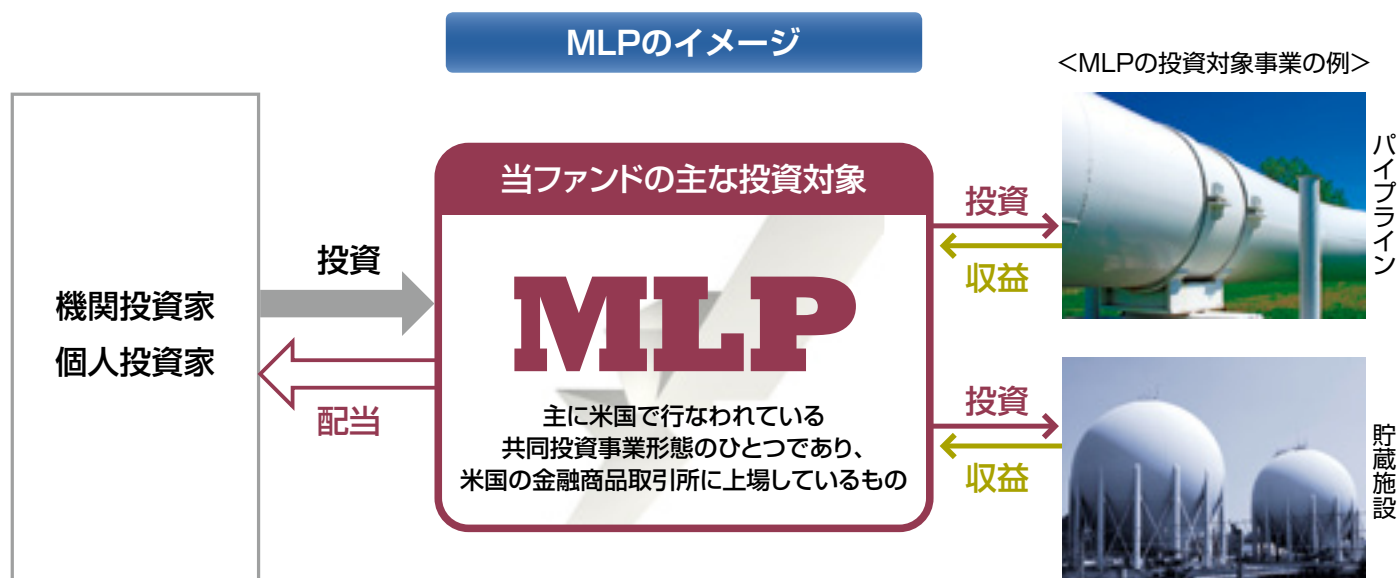 MLPのイメージ
<MLPの投資対象事業の例>
機関投資家
個人投資家
投資
配当
当ファンドの主な投資対象
MLP
主に米国で行なわれている
共同投資事業形態のひとつであり、
米国の金融商品取引所に上場しているもの
投資
収益
パイプライン
投資
収益
貯蔵施設